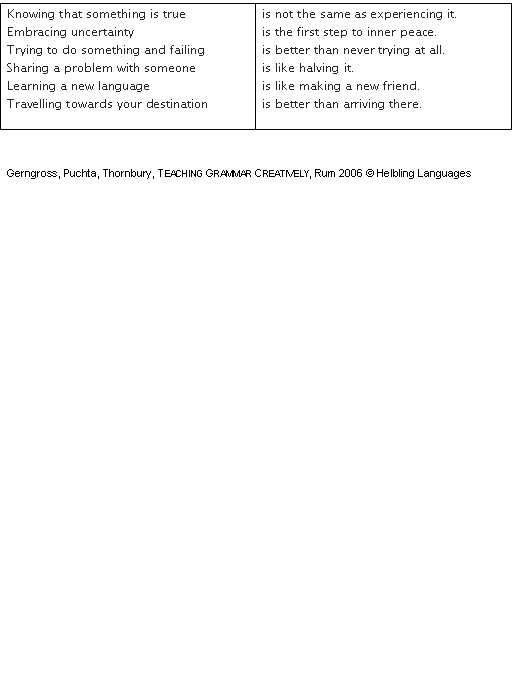 Knowing that something is true is not the same as experiencing it.
Embracing uncertainty is the first step to inner peace.
Trying to do something and failing is better than never trying at all.
Sharing a problem with someone is like halving it.
Learning a new language is like making a new friend.
Travelling towards your destination is better than arriving there.
Gerngross, Puchta, Thornbury, TEACHING GRAMMAR CREATIVELY, Rum 2006 © Helbling Languages